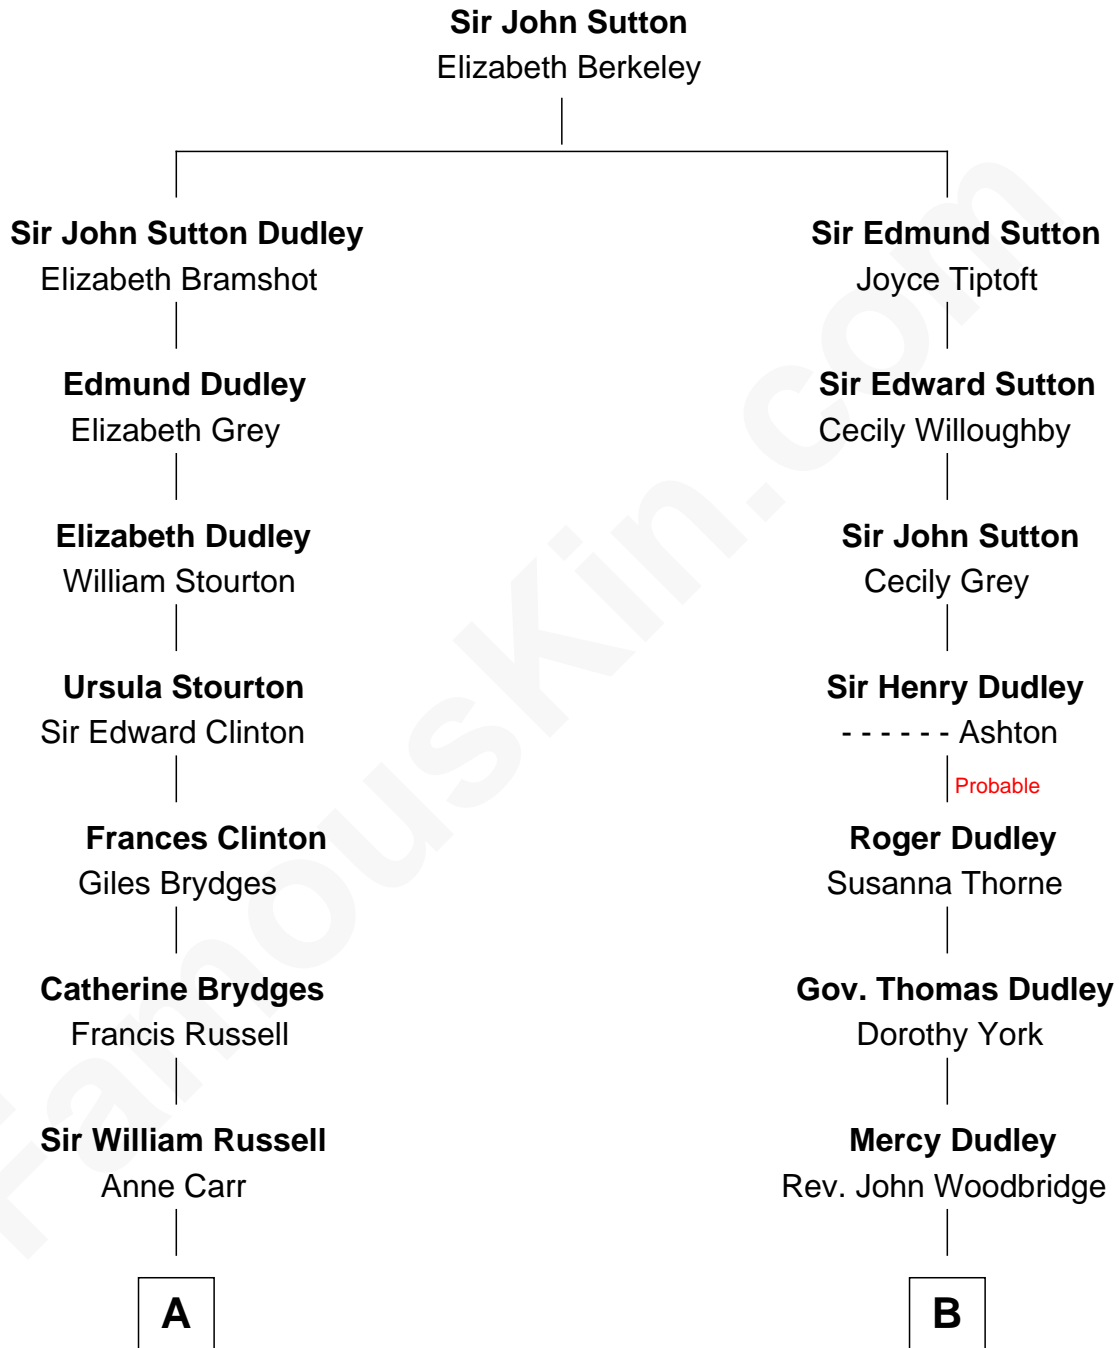 Sir John Sutton
Elizabeth Berkeley
Sir John Sutton Dudley
Elizabeth Bramshot
Edmund Dudley
Elizabeth Grey
Elizabeth Dudley
William Stourton
Ursula Stourton
Sir Edward Clinton
Frances Clinton
Giles Brydges
Catherine Brydges
Francis Russell
Sir William Russell
Anne Carr
A
Sir Edmund Sutton
Joyce Tiptoft
Sir Edward Sutton
Cecily Willoughby
Sir John Sutton
Cecily Grey
Sir Henry Dudley
- - - - - - Ashton
Probable
Roger Dudley
Susanna Thorne
Gov. Thomas Dudley
Dorothy York
Mercy Dudley
Rev. John Woodbridge
B
FamousKin.com